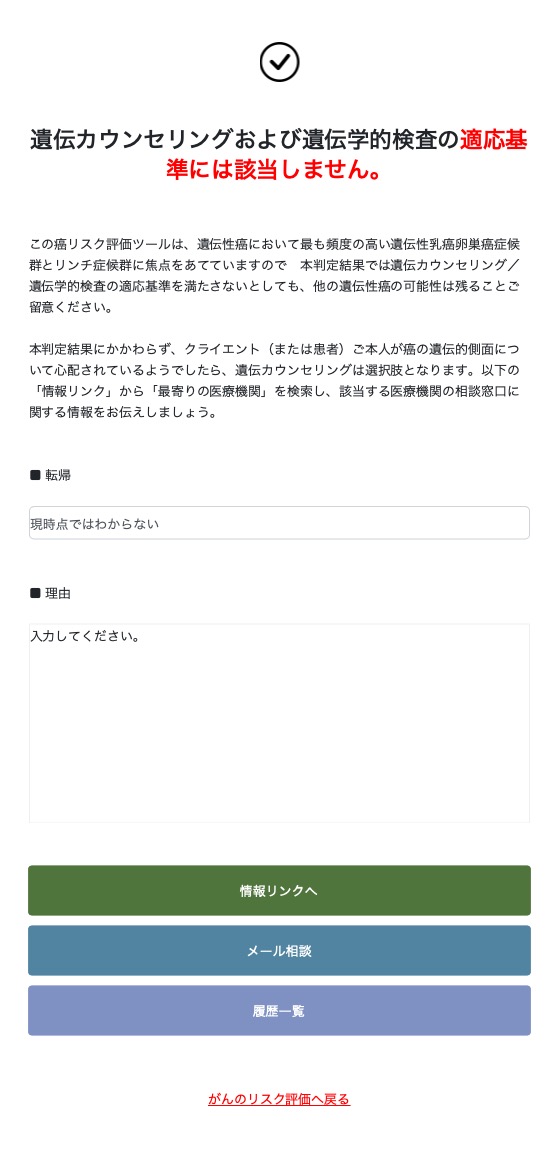 遺伝カウンセリングおよび遺伝学的検査の適応基
準には該当しません。
この癌リスク評価ツールは、遺伝性癌において最も頻度の高い遺伝性乳癌卵巣癌症候
群とリンチ症候群に焦点をあてていますので　本判定結果では遺伝カウンセリング／
遺伝学的検査の適応基準を満たさないとしても、他の遺伝性癌の可能性は残ることご
留意ください。
本判定結果にかかわらず、クライエント（または患者）ご本人が癌の遺伝的側面につ
いて心配されているようでしたら、遺伝カウンセリングは選択肢となります。以下の
「情報リンク」から「最寄りの医療機関」を検索し、該当する医療機関の相談窓口に
関する情報をお伝えしましょう。
■ 転帰
現時点ではわからない
■ 理由
入力してください。
情報リンクへ
メール相談
履歴一覧
がんのリスク評価へ戻る